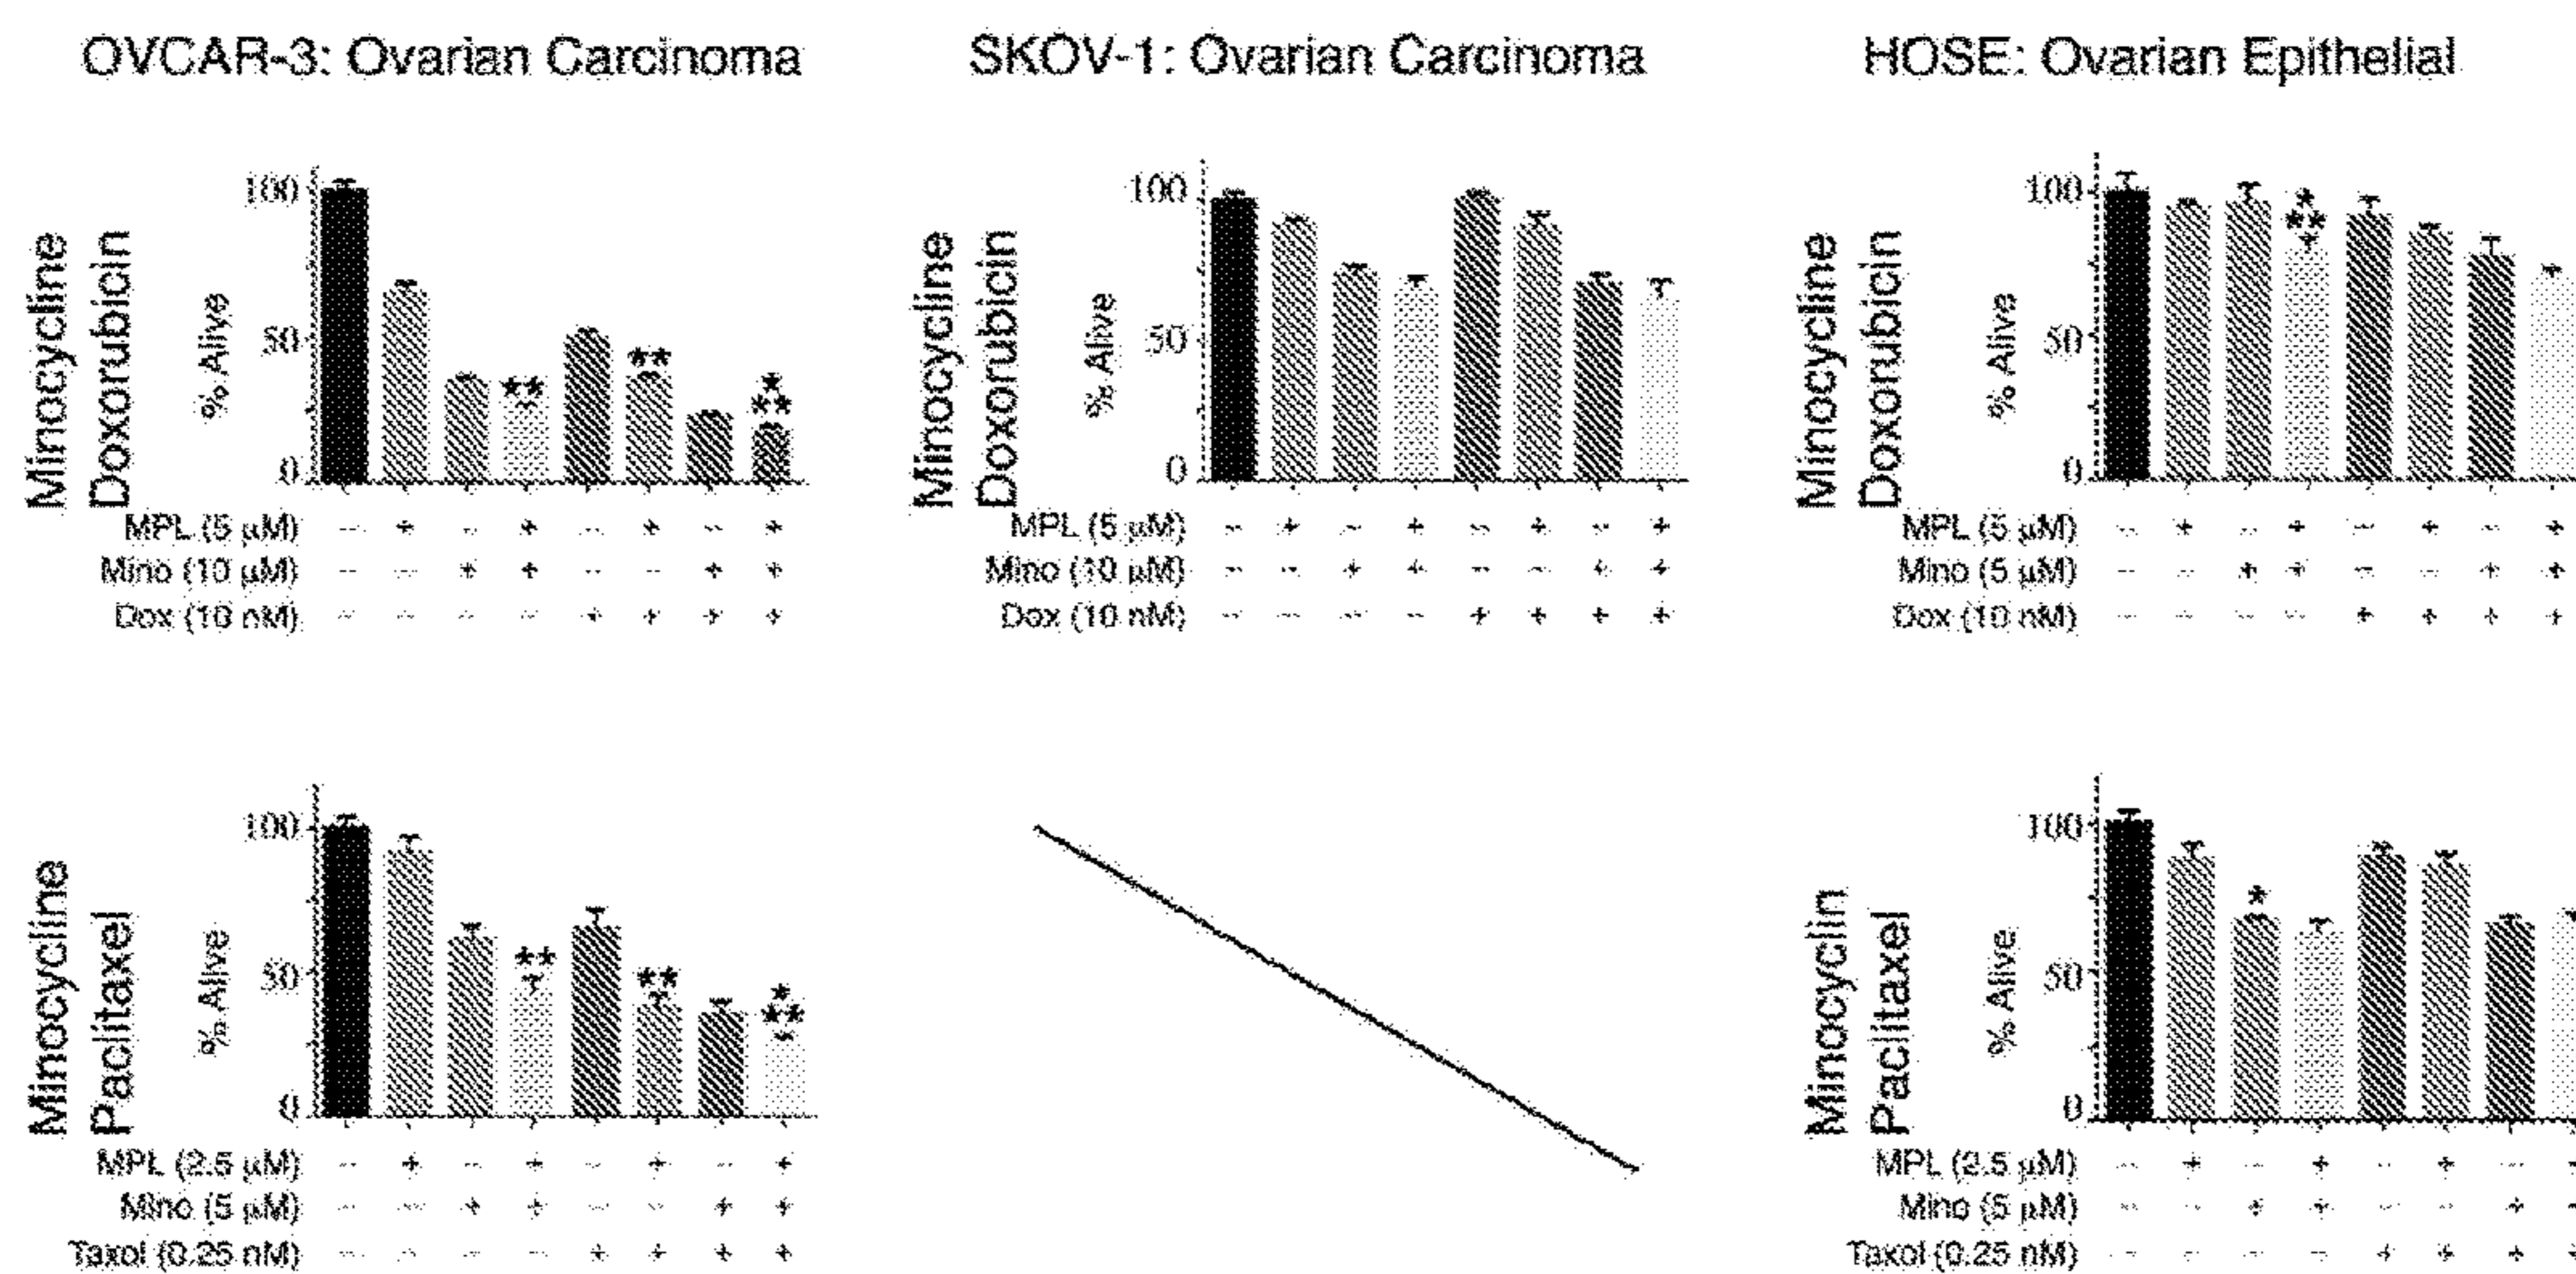 OVCAR-3: Ovarian Carcinoma
SKOV-1: Ovarian Carcinoma
HOSE: Ovarian Epithelial
Minocycline
Doxorubicin
% Alive
100
50
0
** ** * **
MPL (5 µM) -- + -- + -- + -- +
Mino (10 µM) -- -- + + -- -- + +
Dox (10 nM) -- -- -- -- + + + +
Minocycline
Doxorubicin
% Alive
100
50
0
MPL (5 µM) -- + -- + -- + -- +
Mino (10 µM) -- -- + + -- -- + +
Dox (10 nM) -- -- -- -- + + + +
Minocycline
Doxorubicin
% Alive
100
50
0
* **
MPL (5 µM) -- + -- + -- + -- +
Mino (5 µM) -- -- + + -- -- + +
Dox (10 nM) -- -- -- -- + + + +
Minocycline
Paclitaxel
% Alive
100
50
0
** ** * **
MPL (2.5 µM) -- + -- + -- + -- +
Mino (5 µM) -- -- + + -- -- + +
Taxol (0.25 nM) -- -- -- -- + + + +
Minocyclin
Paclitaxel
% Alive
100
50
0
*
MPL (2.5 µM) -- + -- + -- + -- +
Mino (5 µM) -- -- + + -- -- + +
Taxol (0.25 nM) -- -- -- -- + + + +